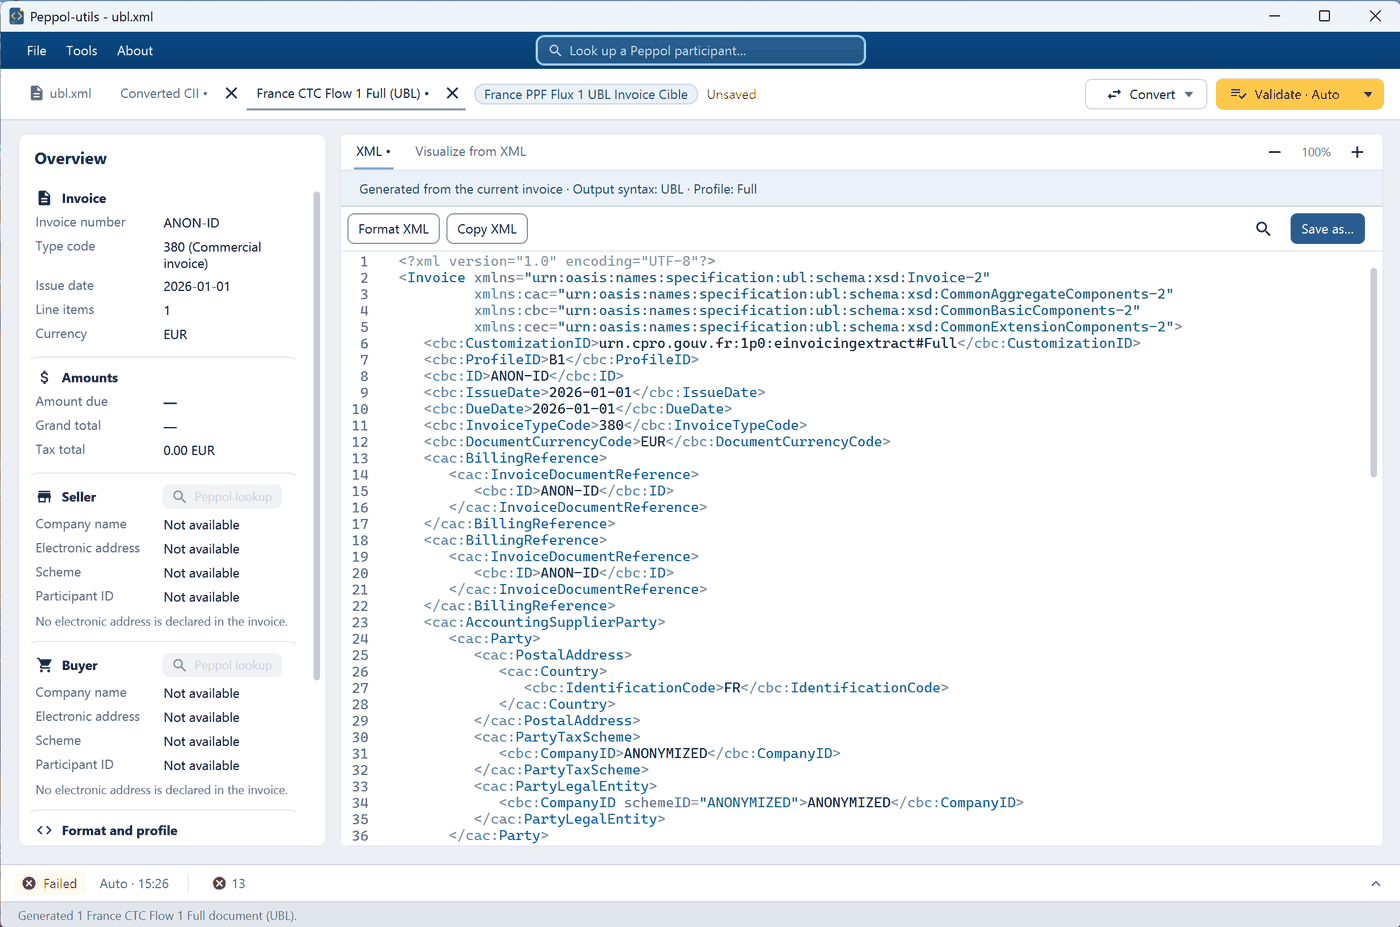 Peppol-utils - ubl.xml
File Tools About
Look up a Peppol participant...
ubl.xml
Converted CII •
France CTC Flow 1 Full (UBL) •
France PPF Flux 1 UBL Invoice Cible
Unsaved
Convert
Validate · Auto
Overview
Invoice
Invoice number ANON-ID
Type code 380 (Commercial
invoice)
Issue date 2026-01-01
Line items 1
Currency EUR
Amounts
Amount due —
Grand total —
Tax total 0.00 EUR
Seller Peppol lookup
Company name Not available
Electronic address Not available
Scheme Not available
Participant ID Not available
No electronic address is declared in the invoice.
Buyer Peppol lookup
Company name Not available
Electronic address Not available
Scheme Not available
Participant ID Not available
No electronic address is declared in the invoice.
<> Format and profile
XML • Visualize from XML
100%
Generated from the current invoice · Output syntax: UBL · Profile: Full
Format XML Copy XML Save as...
1 <?xml version="1.0" encoding="UTF-8"?>
2 <Invoice xmlns="urn:oasis:names:specification:ubl:schema:xsd:Invoice-2"
3 xmlns:cac="urn:oasis:names:specification:ubl:schema:xsd:CommonAggregateComponents-2"
4 xmlns:cbc="urn:oasis:names:specification:ubl:schema:xsd:CommonBasicComponents-2"
5 xmlns:cec="urn:oasis:names:specification:ubl:schema:xsd:CommonExtensionComponents-2">
6 <cbc:CustomizationID>urn.cpro.gouv.fr:1p0:einvoicingextract#Full</cbc:CustomizationID>
7 <cbc:ProfileID>B1</cbc:ProfileID>
8 <cbc:ID>ANON-ID</cbc:ID>
9 <cbc:IssueDate>2026-01-01</cbc:IssueDate>
10 <cbc:DueDate>2026-01-01</cbc:DueDate>
11 <cbc:InvoiceTypeCode>380</cbc:InvoiceTypeCode>
12 <cbc:DocumentCurrencyCode>EUR</cbc:DocumentCurrencyCode>
13 <cac:BillingReference>
14 <cac:InvoiceDocumentReference>
15 <cbc:ID>ANON-ID</cbc:ID>
16 </cac:InvoiceDocumentReference>
17 </cac:BillingReference>
18 <cac:BillingReference>
19 <cac:InvoiceDocumentReference>
20 <cbc:ID>ANON-ID</cbc:ID>
21 </cac:InvoiceDocumentReference>
22 </cac:BillingReference>
23 <cac:AccountingSupplierParty>
24 <cac:Party>
25 <cac:PostalAddress>
26 <cac:Country>
27 <cbc:IdentificationCode>FR</cbc:IdentificationCode>
28 </cac:Country>
29 </cac:PostalAddress>
30 <cac:PartyTaxScheme>
31 <cbc:CompanyID>ANONYMIZED</cbc:CompanyID>
32 </cac:PartyTaxScheme>
33 <cac:PartyLegalEntity>
34 <cbc:CompanyID schemeID="ANONYMIZED">ANONYMIZED</cbc:CompanyID>
35 </cac:PartyLegalEntity>
36 </cac:Party>
Failed Auto · 15:26 13
Generated 1 France CTC Flow 1 Full document (UBL).